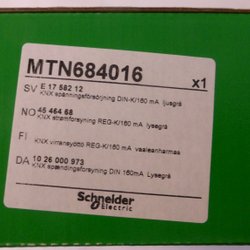 MTN684016
x1
SV E 17 582 12
KNX spänningsförsörjning DIN-K/160 mA ljusgrå
NO 45 464 68
KNX strømforsyning REG-K/160 mA lysegrå
FI
KNX virransyöttö REG-K/160 mA vaaleanharmaa
DA 10 26 000 973
KNX spændingsforsyning DIN 160mA Lysegrå
Schneider
Electric